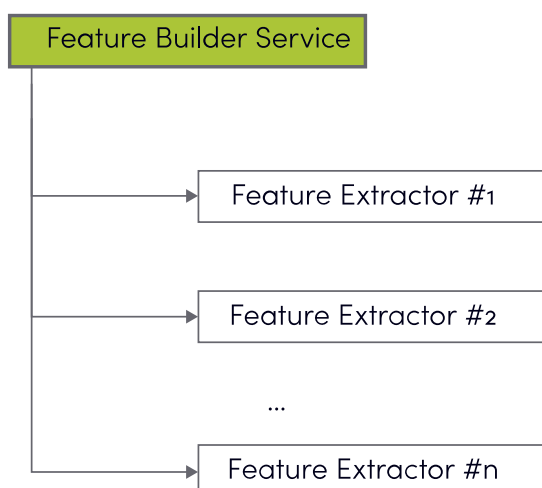 Feature Builder Service
Feature Extractor #1
Feature Extractor #2
...
Feature Extractor #n